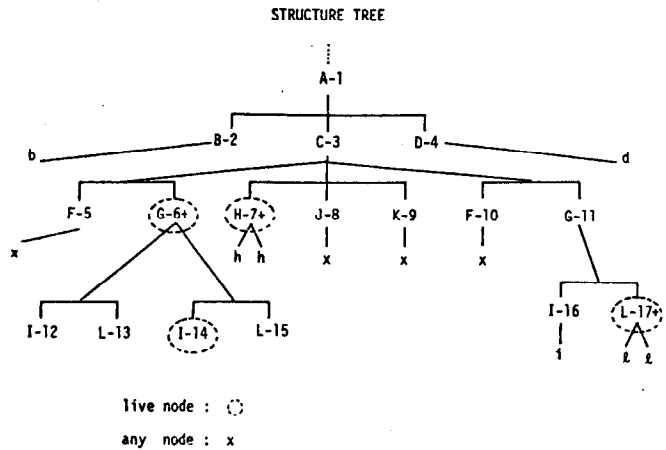 STRUCTURE TREE
A-1
B-2 C-3 D-4
b d
F-5 G-6+ H-7+ J-8 K-9 F-10 G-11
x h h x x x
I-12 L-13 I-14 L-15 I-16 L-17+
i ℓ ℓ
live node :
any node : x